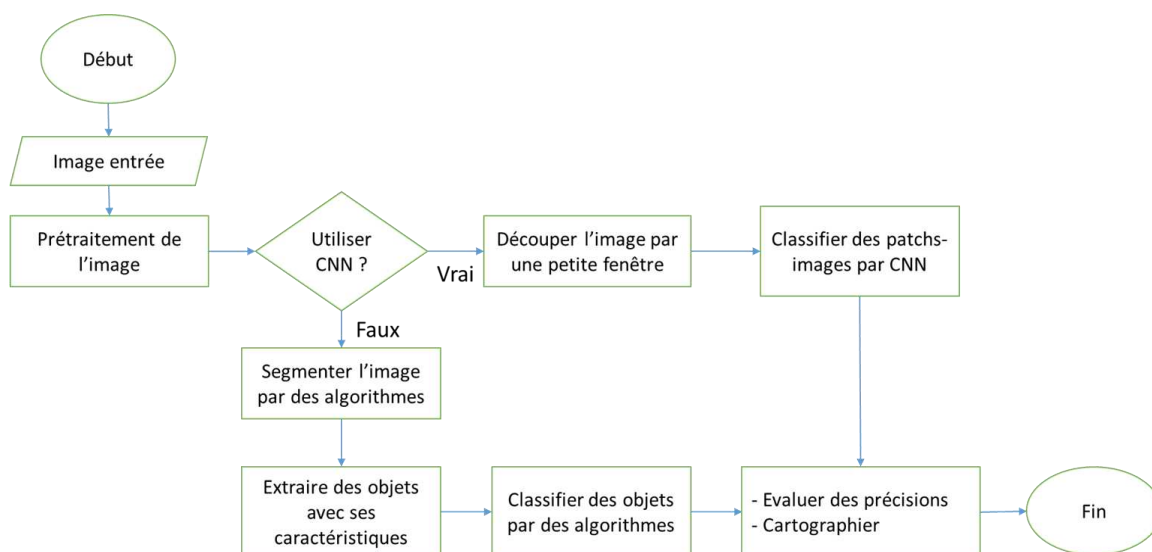 Début
Image entrée
Prétraitement de
l’image
Utiliser
CNN ?
Vrai
Découper l’image par
une petite fenêtre
Classifier des patchs-
images par CNN
Faux
Segmenter l’image
par des algorithmes
Extraire des objets
avec ses
caractéristiques
Classifier des objets
par des algorithmes
- Evaluer des précisions
- Cartographier
Fin